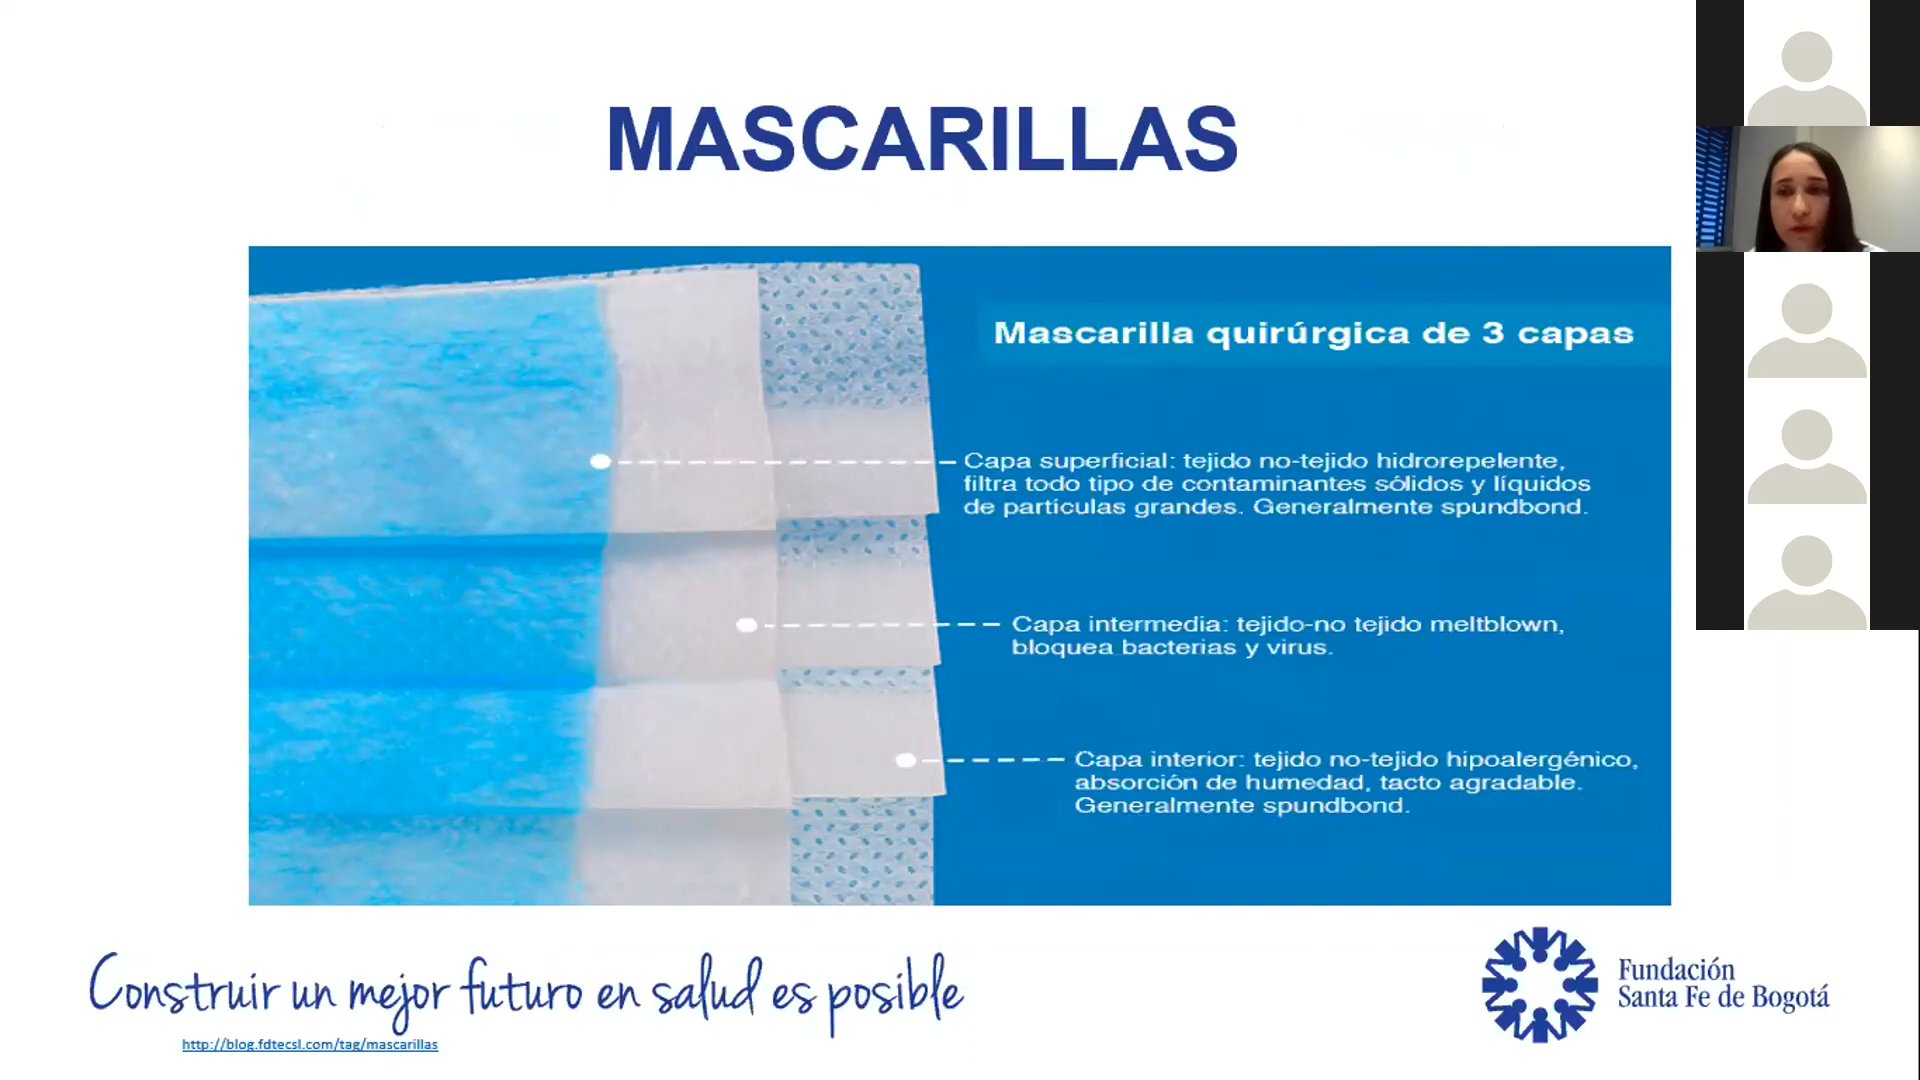 MASCARILLAS
Mascarilla quirúrgica de 3 capas
Capa superficial: tejido no-tejido hidrorepelente,
filtra todo tipo de contaminantes sólidos y líquidos
de partículas grandes. Generalmente spundbond.
Capa intermedia: tejido-no tejido meltblown,
bloquea bacterias y virus.
Capa interior: tejido no-tejido hipoalergénico,
absorción de humedad, tacto agradable.
Generalmente spundbond.
Construir un mejor futuro en salud es posible
http://blog.fdtecsl.com/tag/mascarillas
Fundación
Santa Fe de Bogotá